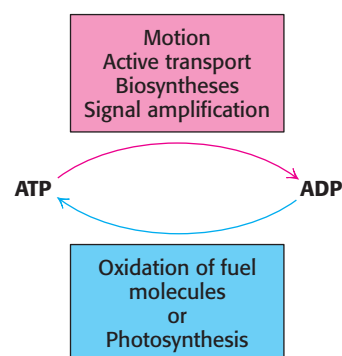 Motion
Active transport
Biosyntheses
Signal amplification
ATP
ADP
Oxidation of fuel
molecules
or
Photosynthesis